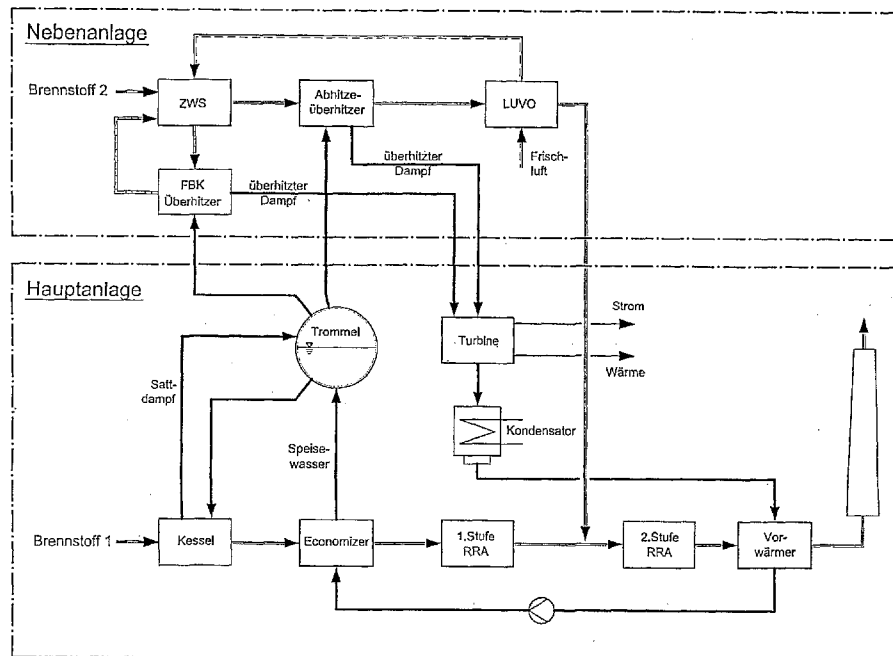 Nebenanlage
Brennstoff 2
ZWS
Abhitze-
überhitzer
LUVO
Frisch-
luft
FBK
Überhitzer
überhitzter
Dampf
überhitzter
Dampf
Hauptanlage
Trommel
Turbine
Strom
Wärme
Satt-
dampf
Kondensator
Speise-
wasser
Brennstoff 1
Kessel
Economizer
1.Stufe
RRA
2.Stufe
RRA
Vor-
wärmer